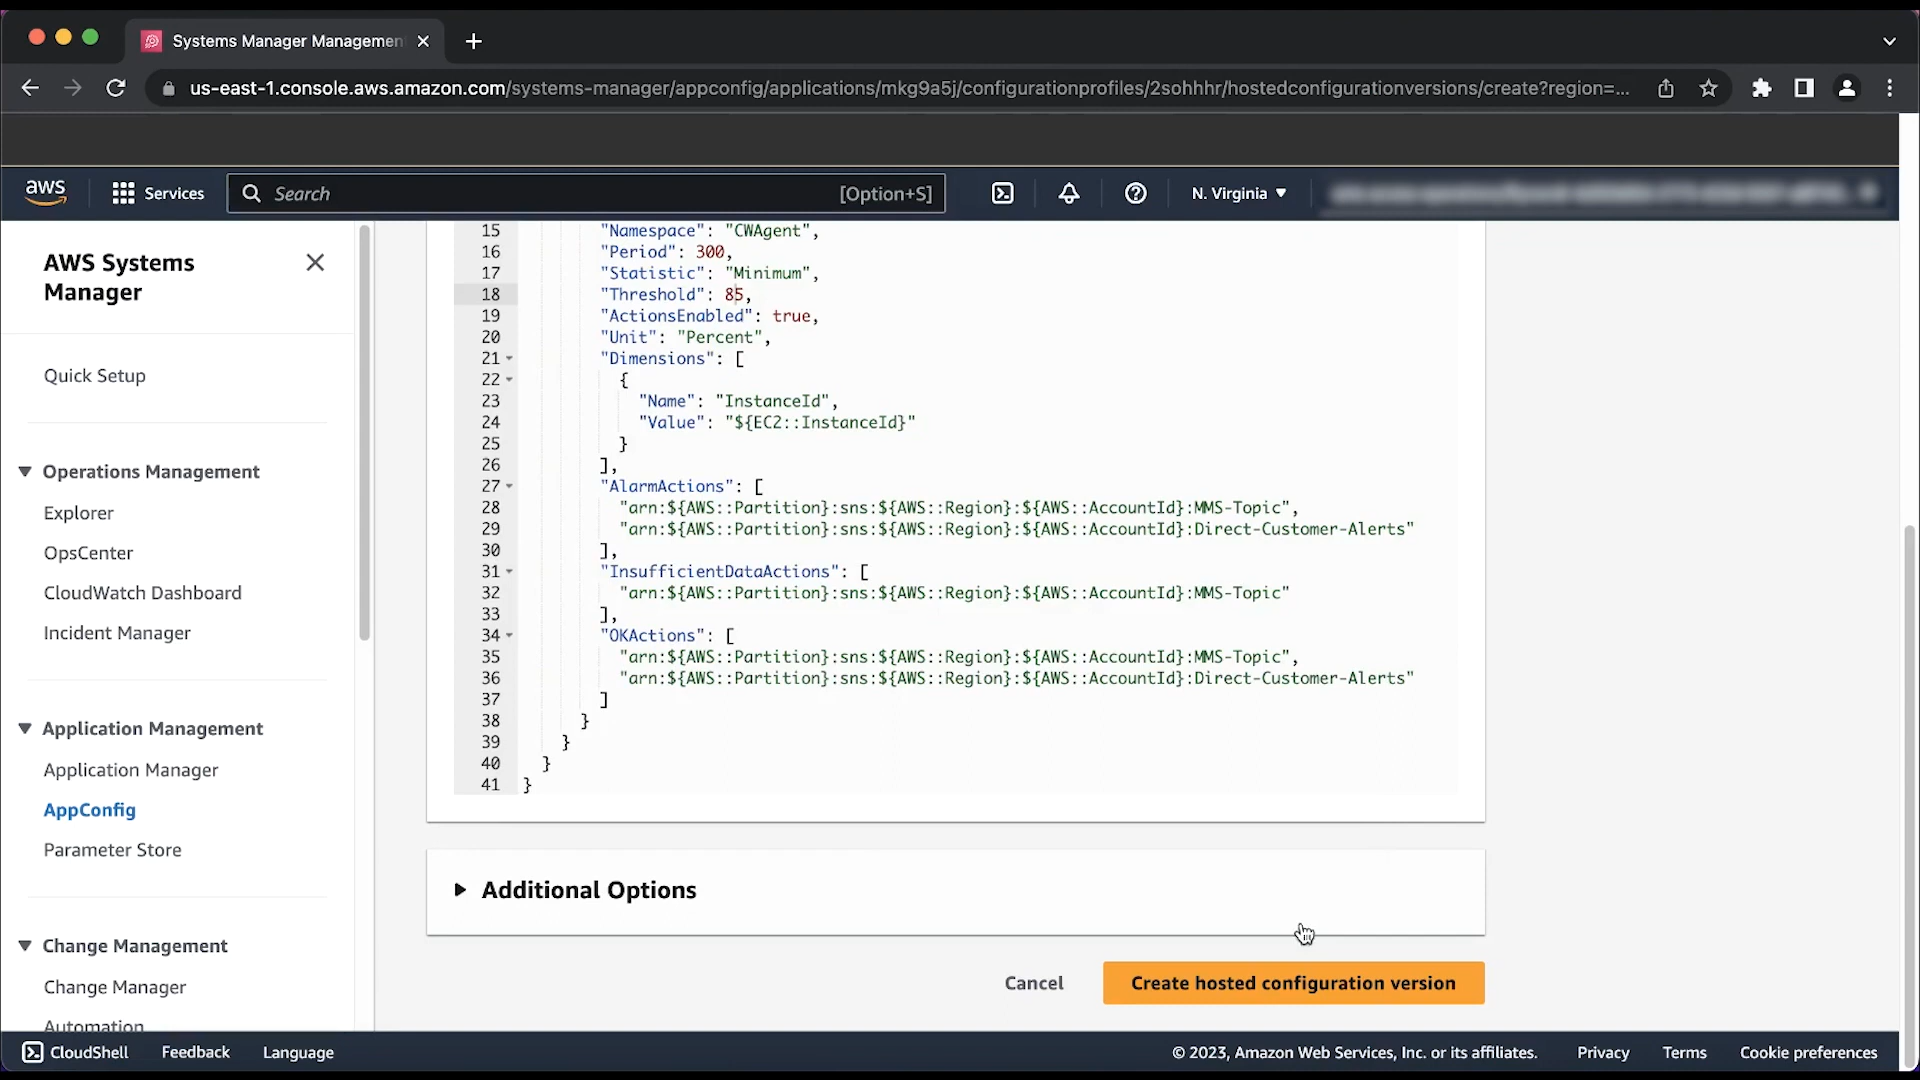 Systems Manager Managemen
us-east-1.console.aws.amazon.com/systems-manager/appconfig/applications/mkg9a5j/configurationprofiles/2sohhhr/hostedconfigurationversions/create?region=...
aws
Services
Search
[Option+S]
N. Virginia
AWS Systems
Manager
Quick Setup
Operations Management
Explorer
OpsCenter
CloudWatch Dashboard
Incident Manager
Application Management
Application Manager
AppConfig
Parameter Store
Change Management
Change Manager
Automation
15 "Namespace": "CWAgent",
16 "Period": 300,
17 "Statistic": "Minimum",
18 "Threshold": 85,
19 "ActionsEnabled": true,
20 "Unit": "Percent",
21 "Dimensions": [
22 {
23 "Name": "InstanceId",
24 "Value": "${EC2::InstanceId}"
25 }
26 ],
27 "AlarmActions": [
28 "arn:${AWS::Partition}:sns:${AWS::Region}:${AWS::AccountId}:MMS-Topic",
29 "arn:${AWS::Partition}:sns:${AWS::Region}:${AWS::AccountId}:Direct-Customer-Alerts"
30 ],
31 "InsufficientDataActions": [
32 "arn:${AWS::Partition}:sns:${AWS::Region}:${AWS::AccountId}:MMS-Topic"
33 ],
34 "OKActions": [
35 "arn:${AWS::Partition}:sns:${AWS::Region}:${AWS::AccountId}:MMS-Topic",
36 "arn:${AWS::Partition}:sns:${AWS::Region}:${AWS::AccountId}:Direct-Customer-Alerts"
37 ]
38 }
39 }
40 }
41 }
Additional Options
Cancel
Create hosted configuration version
CloudShell
Feedback
Language
© 2023, Amazon Web Services, Inc. or its affiliates.
Privacy
Terms
Cookie preferences